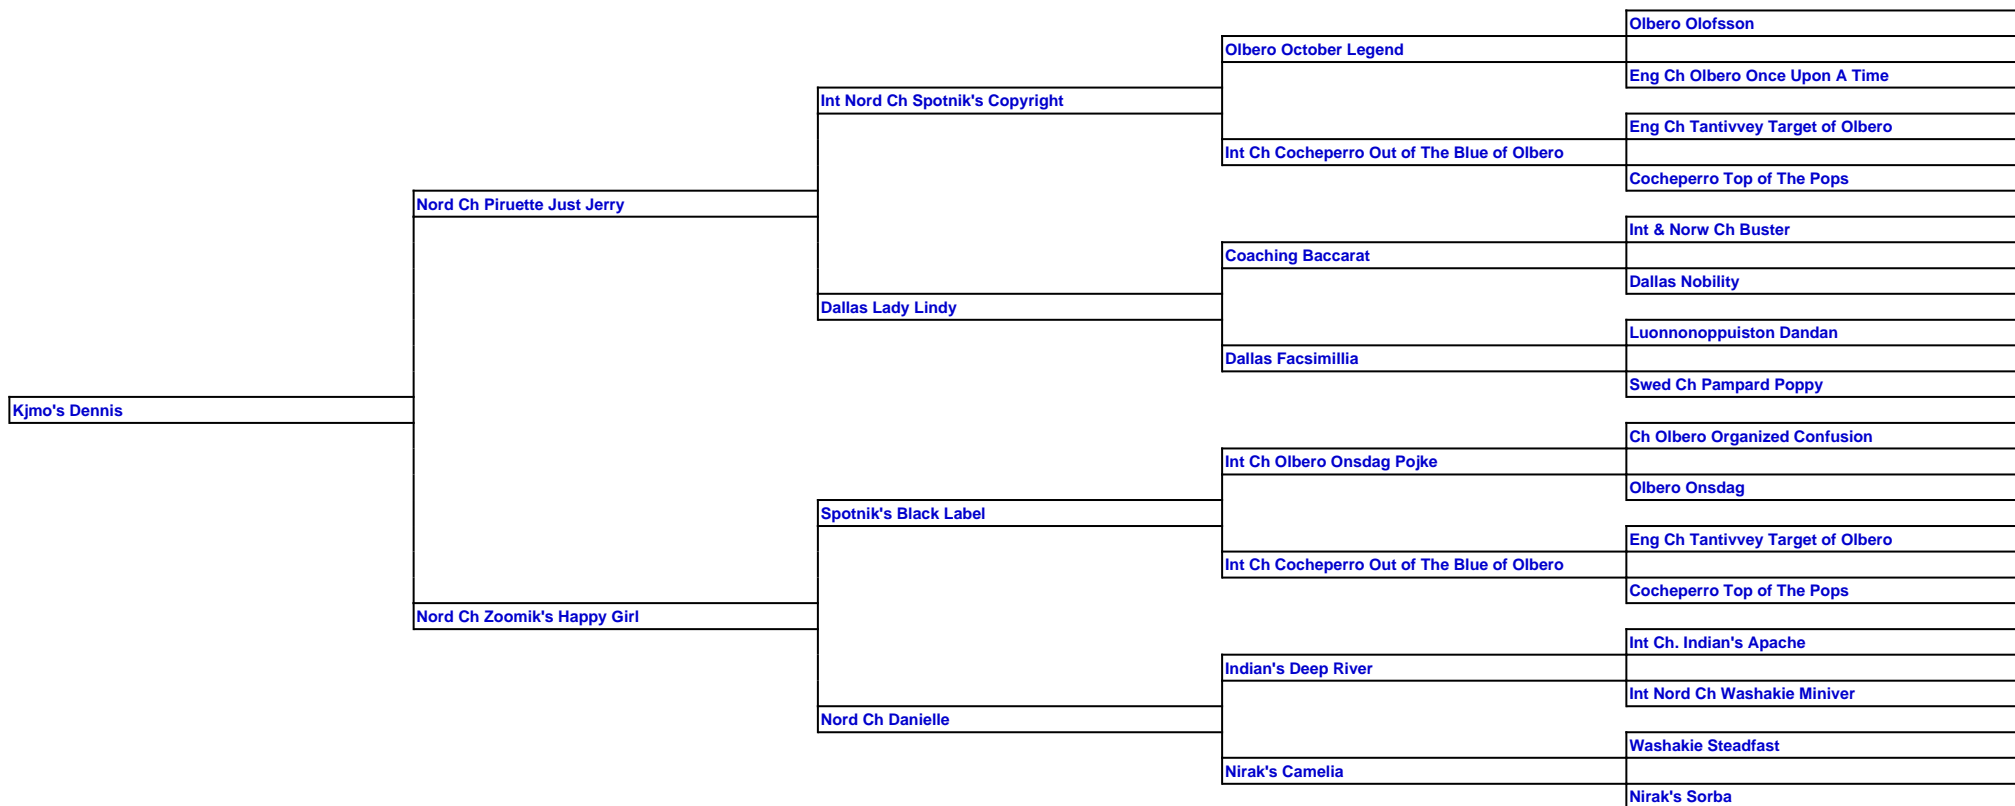 Olbero Olofsson
Olbero October Legend
Eng Ch Olbero Once Upon A Time
Int Nord Ch Spotnik's Copyright
Eng Ch Tantivvey Target of Olbero
Int Ch Cocheperro Out of The Blue of Olbero
Cocheperro Top of The Pops
Nord Ch Piruette Just Jerry
Int & Norw Ch Buster
Coaching Baccarat
Dallas Nobility
Dallas Lady Lindy
Luonnonoppuiston Dandan
Dallas Facsimillia
Swed Ch Pampard Poppy
Kjmo's Dennis
Ch Olbero Organized Confusion
Int Ch Olbero Onsdag Pojke
Olbero Onsdag
Spotnik's Black Label
Eng Ch Tantivvey Target of Olbero
Int Ch Cocheperro Out of The Blue of Olbero
Cocheperro Top of The Pops
Nord Ch Zoomik's Happy Girl
Int Ch. Indian's Apache
Indian's Deep River
Int Nord Ch Washakie Miniver
Nord Ch Danielle
Washakie Steadfast
Nirak's Camelia
Nirak's Sorba